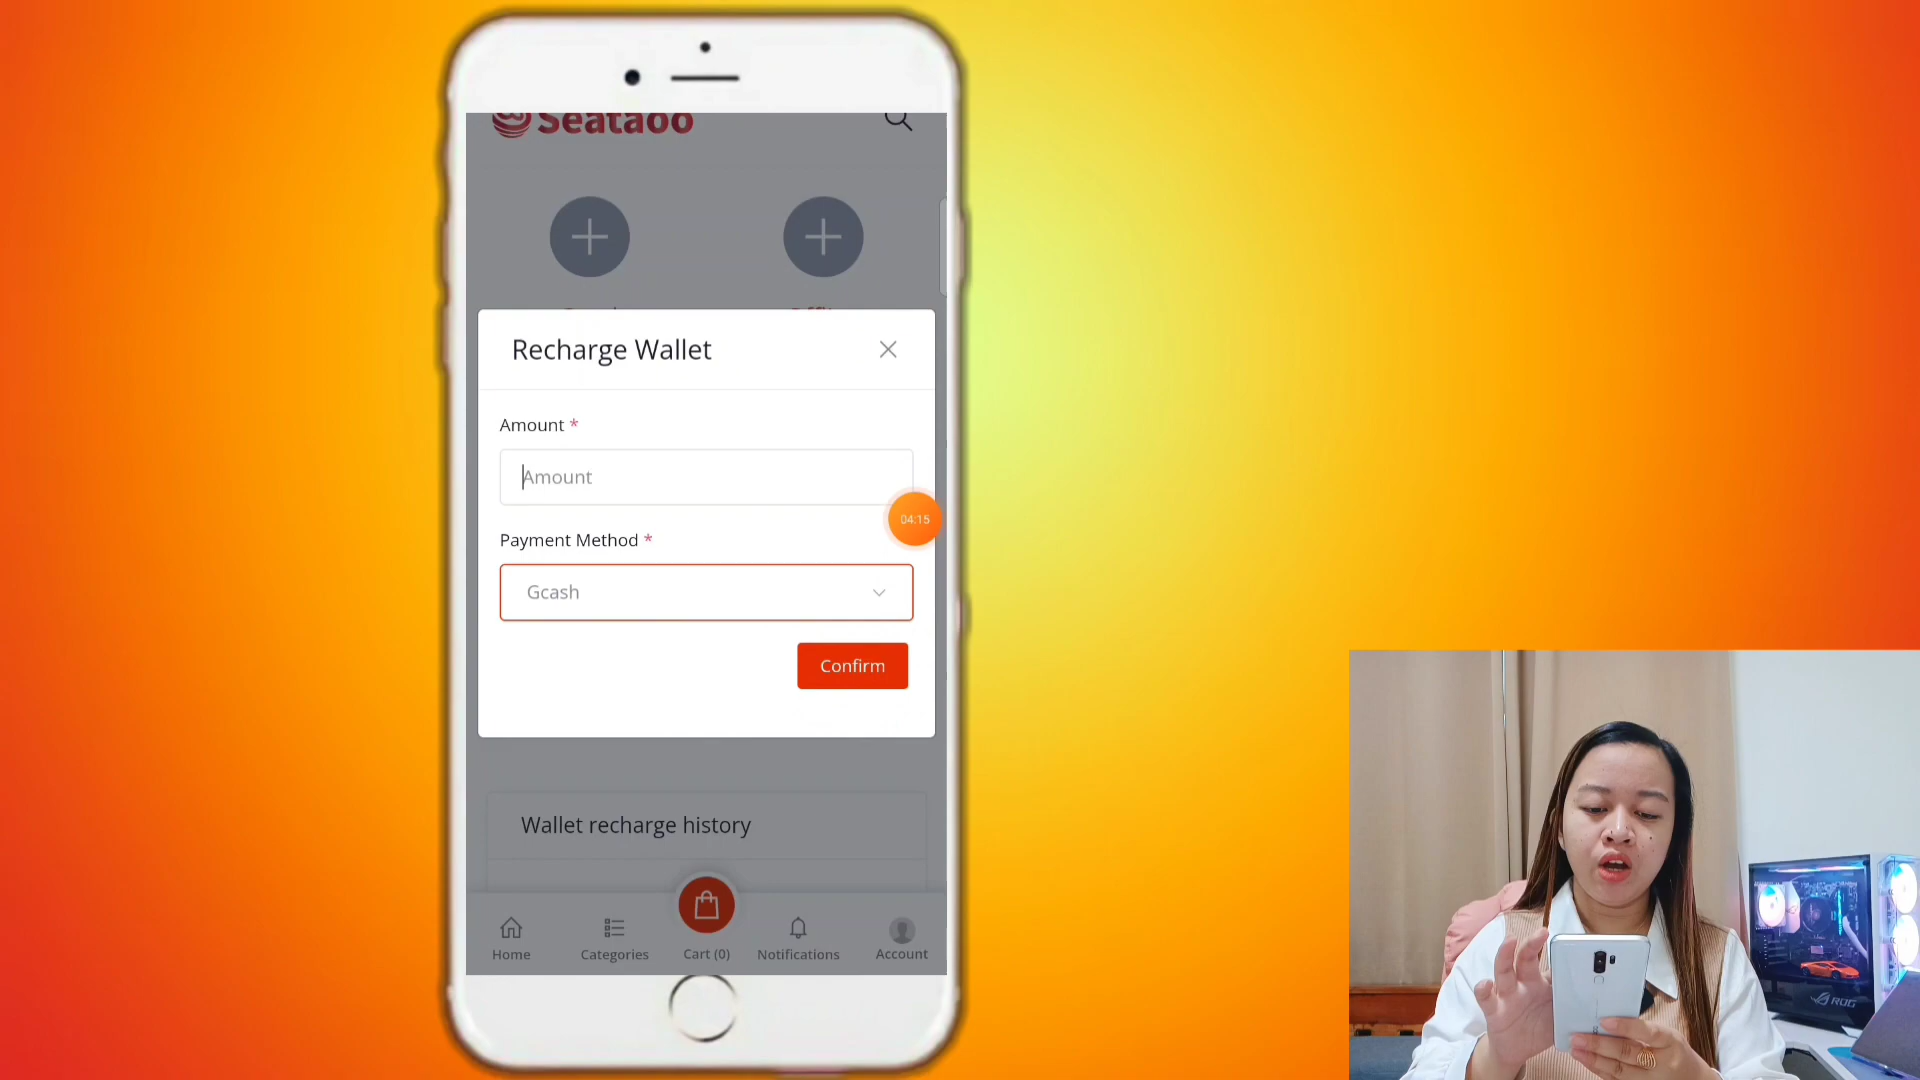 Seataoo
Recharge Wallet
Amount *
Amount
04:15
Payment Method *
Gcash
Confirm
Wallet recharge history
Home
Categories
Cart (0)
Notifications
Account
ROG